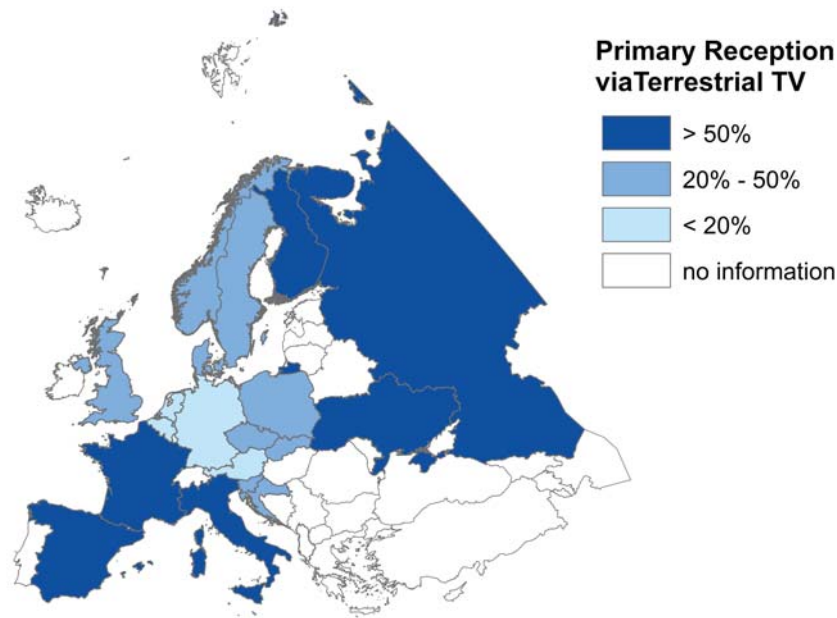 Primary Reception
viaTerrestrial TV
> 50%
20% - 50%
< 20%
no information